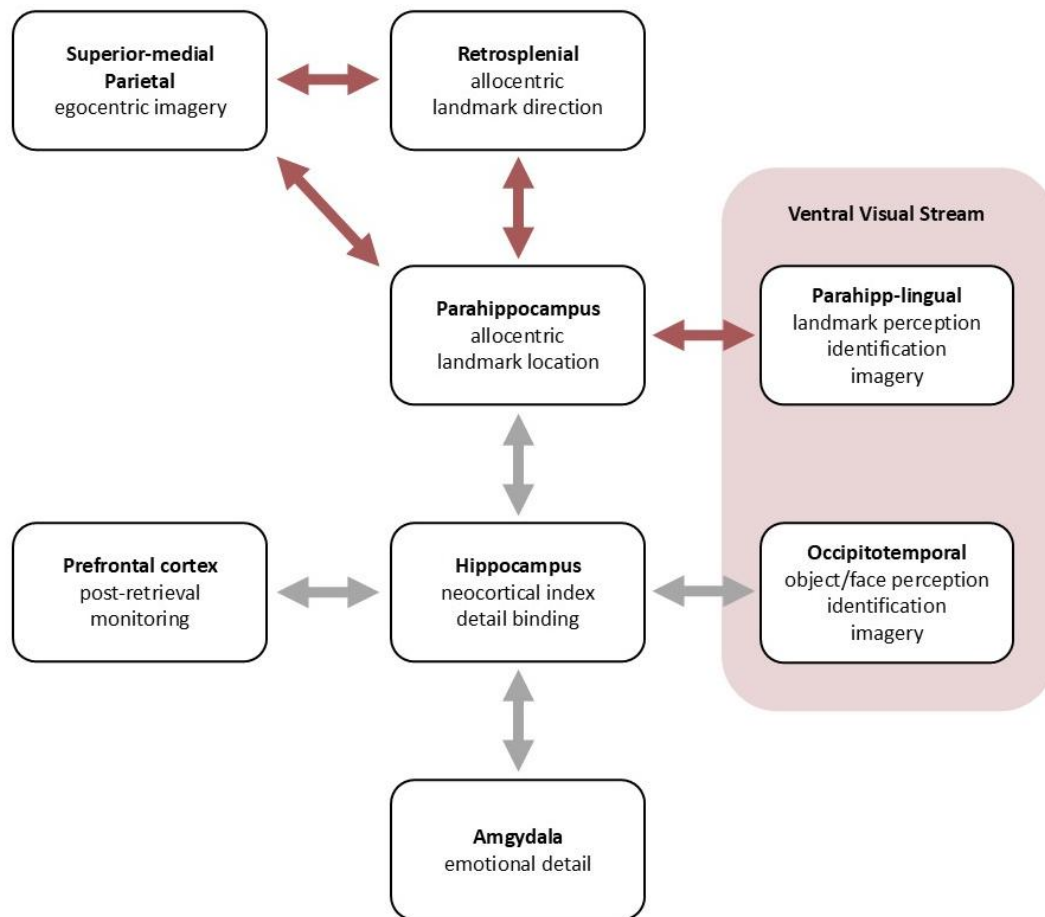 Superior-medial
Parietal
egocentric imagery
Retrosplenial
allocentric
landmark direction
Ventral Visual Stream
Parahippocampus
allocentric
landmark location
Parahipp-lingual
landmark perception
identification
imagery
Prefrontal cortex
post-retrieval
monitoring
Hippocampus
neocortical index
detail binding
Occipitotemporal
object/face perception
identification
imagery
Amgydala
emotional detail